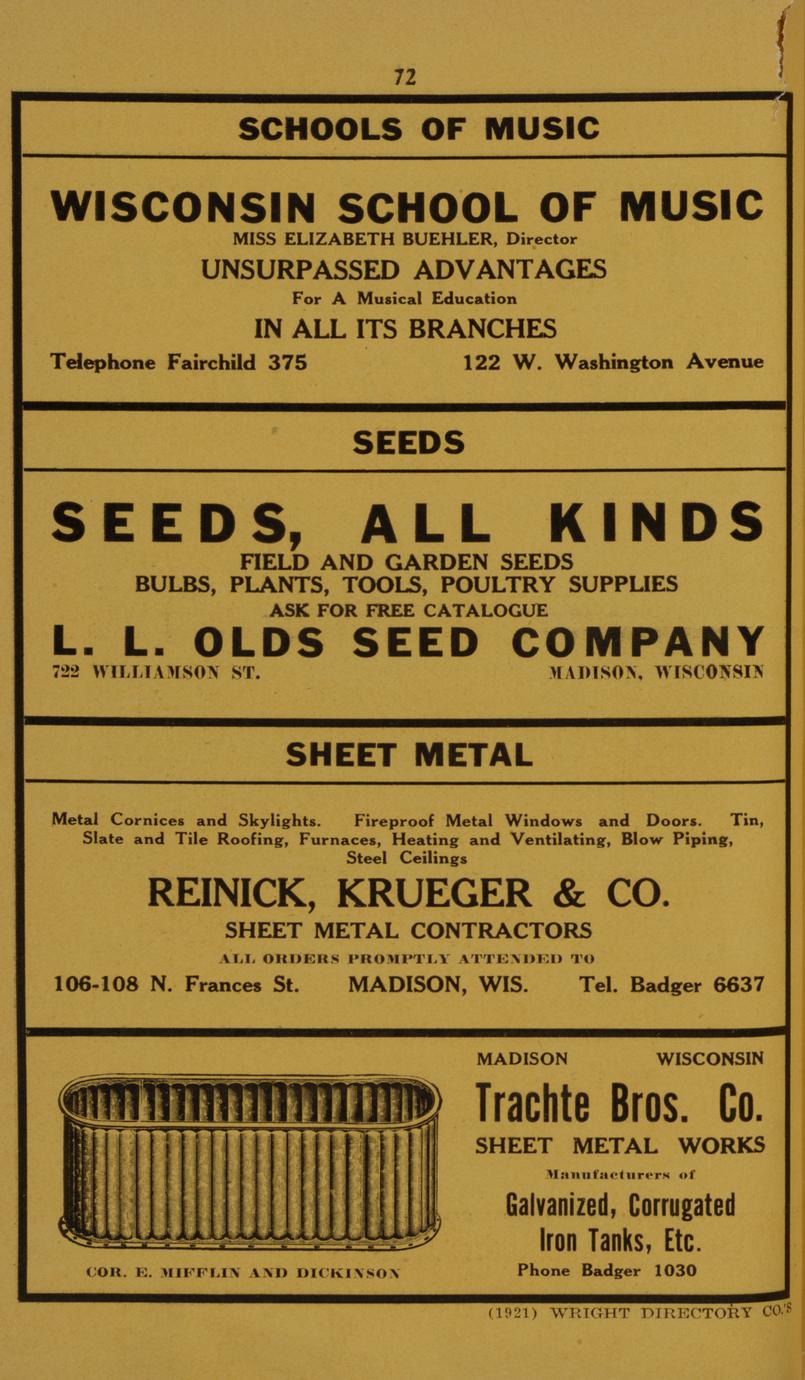 72
SCHOOLS OF MUSIC
WISCONSIN SCHOOL OF MUSIC
MISS ELIZABETH BUEHLER, Director
UNSURPASSED ADVANTAGES
For A Musical Education
IN ALL ITS BRANCHES
Telephone Fairchild 375 122 W. Washington Avenue
SEEDS
SEEDS, ALL KINDS
FIELD AND GARDEN SEEDS
BULBS, PLANTS, TOOLS, POULTRY SUPPLIES
ASK FOR FREE CATALOGUE
L. L. OLDS SEED COMPANY
722 WILLIAMSON ST. MADISON, WISCONSIN
SHEET METAL
Metal Cornices and Skylights. Fireproof Metal Windows and Doors. Tin,
Slate and Tile Roofing, Furnaces, Heating and Ventilating, Blow Piping,
Steel Ceilings
REINICK, KRUEGER & CO.
SHEET METAL CONTRACTORS
ALL ORDERS PROMPTLY ATTENDED TO
106-108 N. Frances St. MADISON, WIS. Tel. Badger 6637
MADISON WISCONSIN
Trachte Bros. Co.
SHEET METAL WORKS
Manufacturers of
Galvanized, Corrugated
Iron Tanks, Etc.
Phone Badger 1030
COR. E. MIFFLIN AND DICKINSON
(1921) WRIGHT DIRECTORY CO.'S